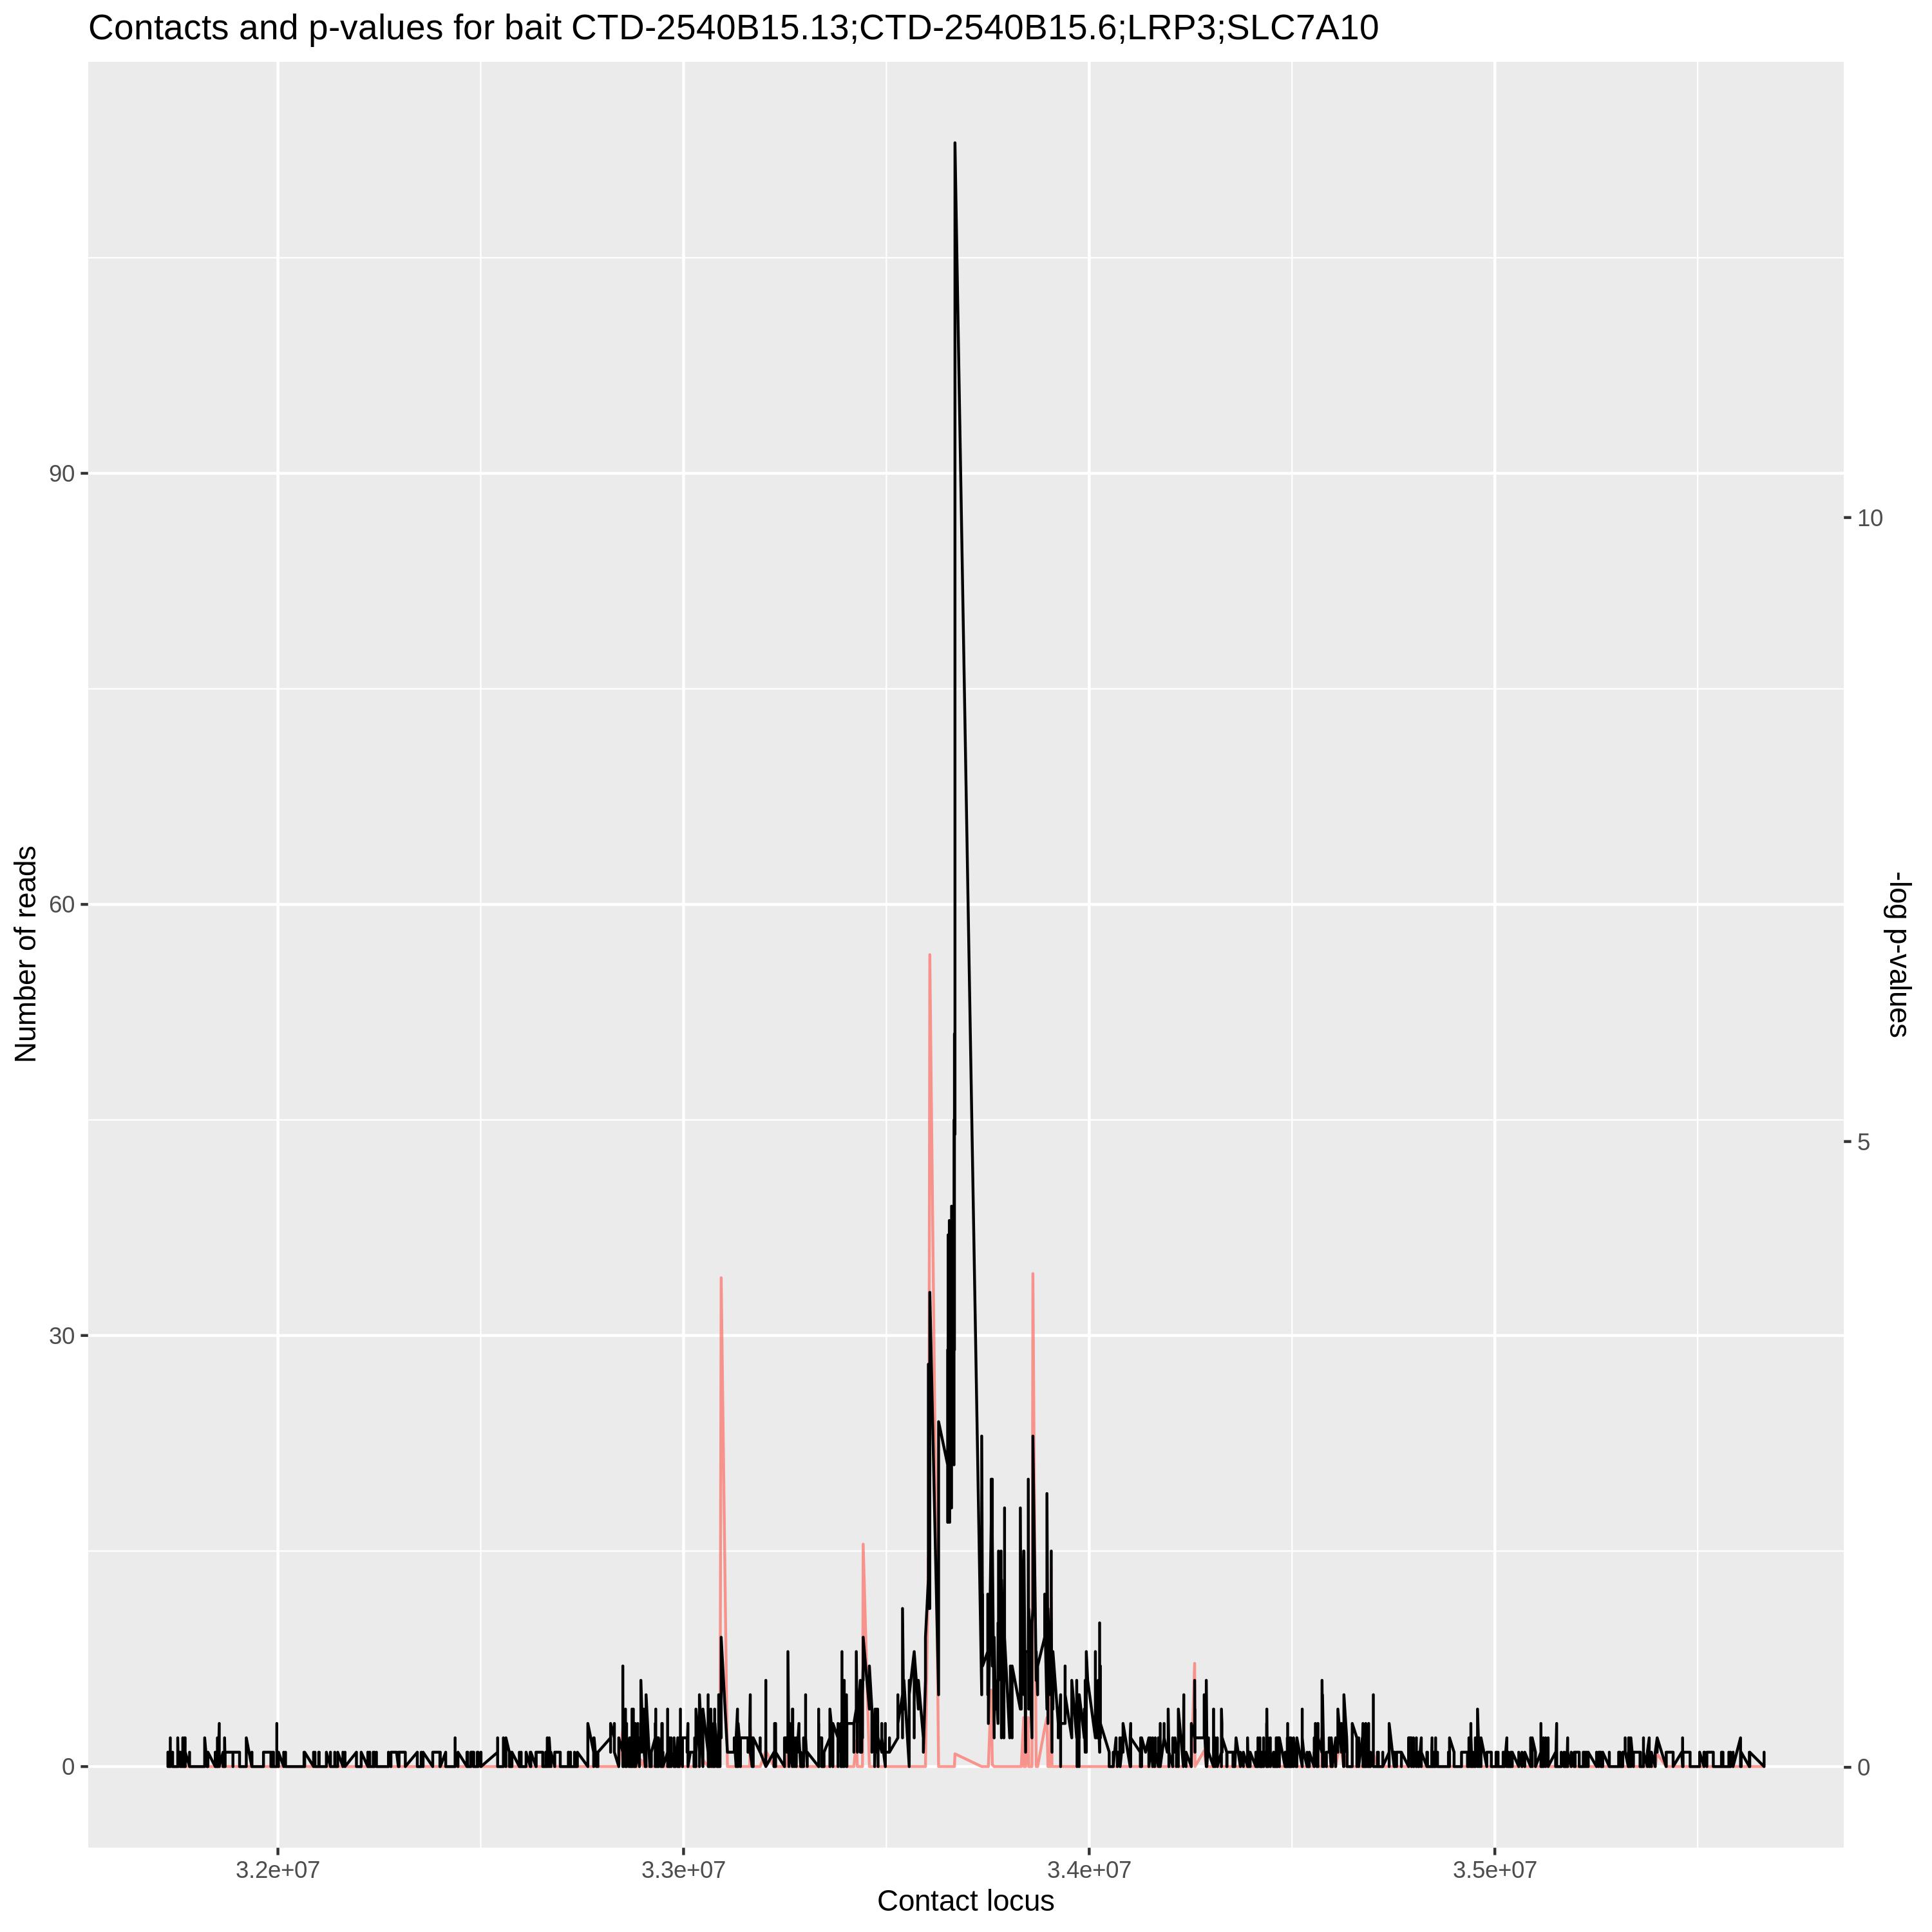 Contacts and p-values for bait CTD-2540B15.13;CTD-2540B15.6;LRP3;SLC7A10
Number of reads
90
60
30
0
10
5
0
-log p-values
3.2e+07 3.3e+07 3.4e+07 3.5e+07
Contact locus